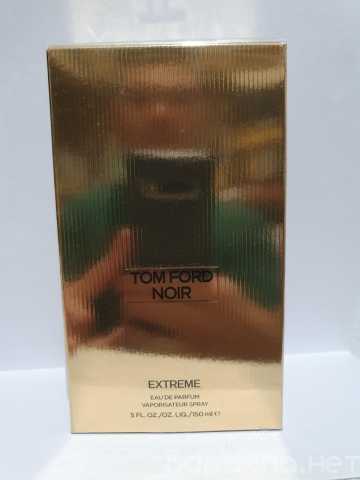 TOM FORD
NOIR
EXTREME
EAU DE PARFUM
VAPORISATEUR SPRAY
5 FL. OZ./OZ. LIQ./150 ml ℮